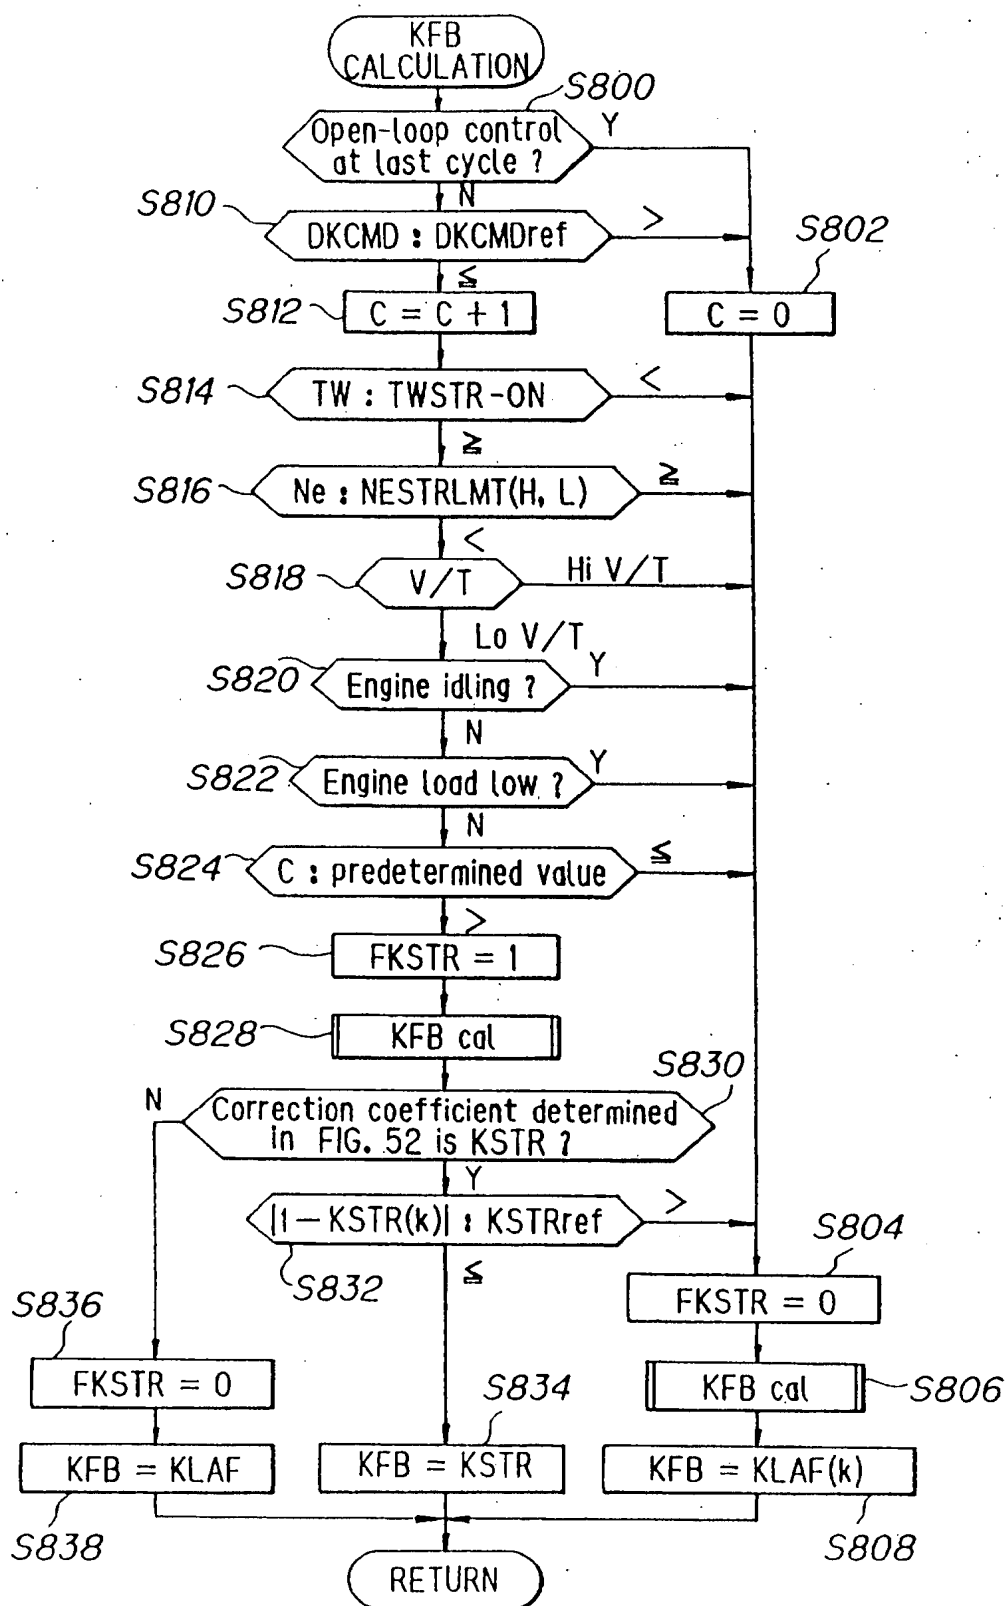 KFB
CALCULATION
S800
Open-loop control
at last cycle ?
Y
N
S810
DKCMD : DKCMDref
>
S802
≦
S812
C = C + 1
C = 0
S814
TW : TWSTR-ON
<
≧
S816
Ne : NESTRLMT(H, L)
≧
<
S818
V/T
Hi V/T
Lo V/T
S820
Engine idling ?
Y
N
S822
Engine load low ?
Y
N
S824
C : predetermined value
≦
>
S826
FKSTR = 1
S828
KFB cal
S830
N
Correction coefficient determined
in FIG. 52 is KSTR ?
Y
|1-KSTR(k)| : KSTRref
>
S832
≦
S804
FKSTR = 0
S836
FKSTR = 0
S834
KFB cal
S806
KFB = KLAF
KFB = KSTR
KFB = KLAF(k)
S838
S808
RETURN